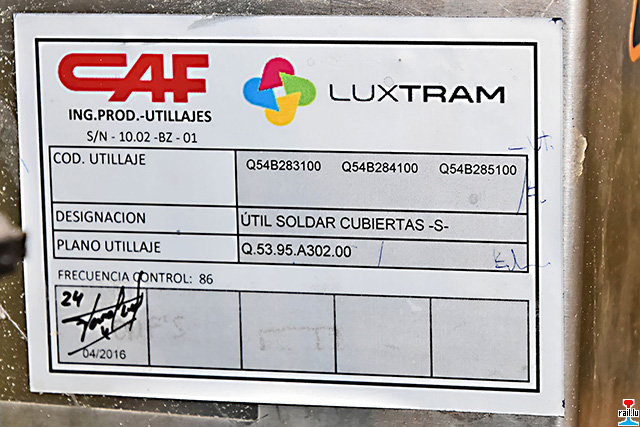 CAF
LUXTRAM
ING.PROD.-UTILLAJES
S/N - 10.02 -BZ - 01
COD. UTILLAJE
Q54B283100 Q54B284100 Q54B285100
DESIGNACION
ÚTIL SOLDAR CUBIERTAS -S-
PLANO UTILLAJE
Q.53.95.A302.00
FRECUENCIA CONTROL: 86
24
04/2016
rail.lu